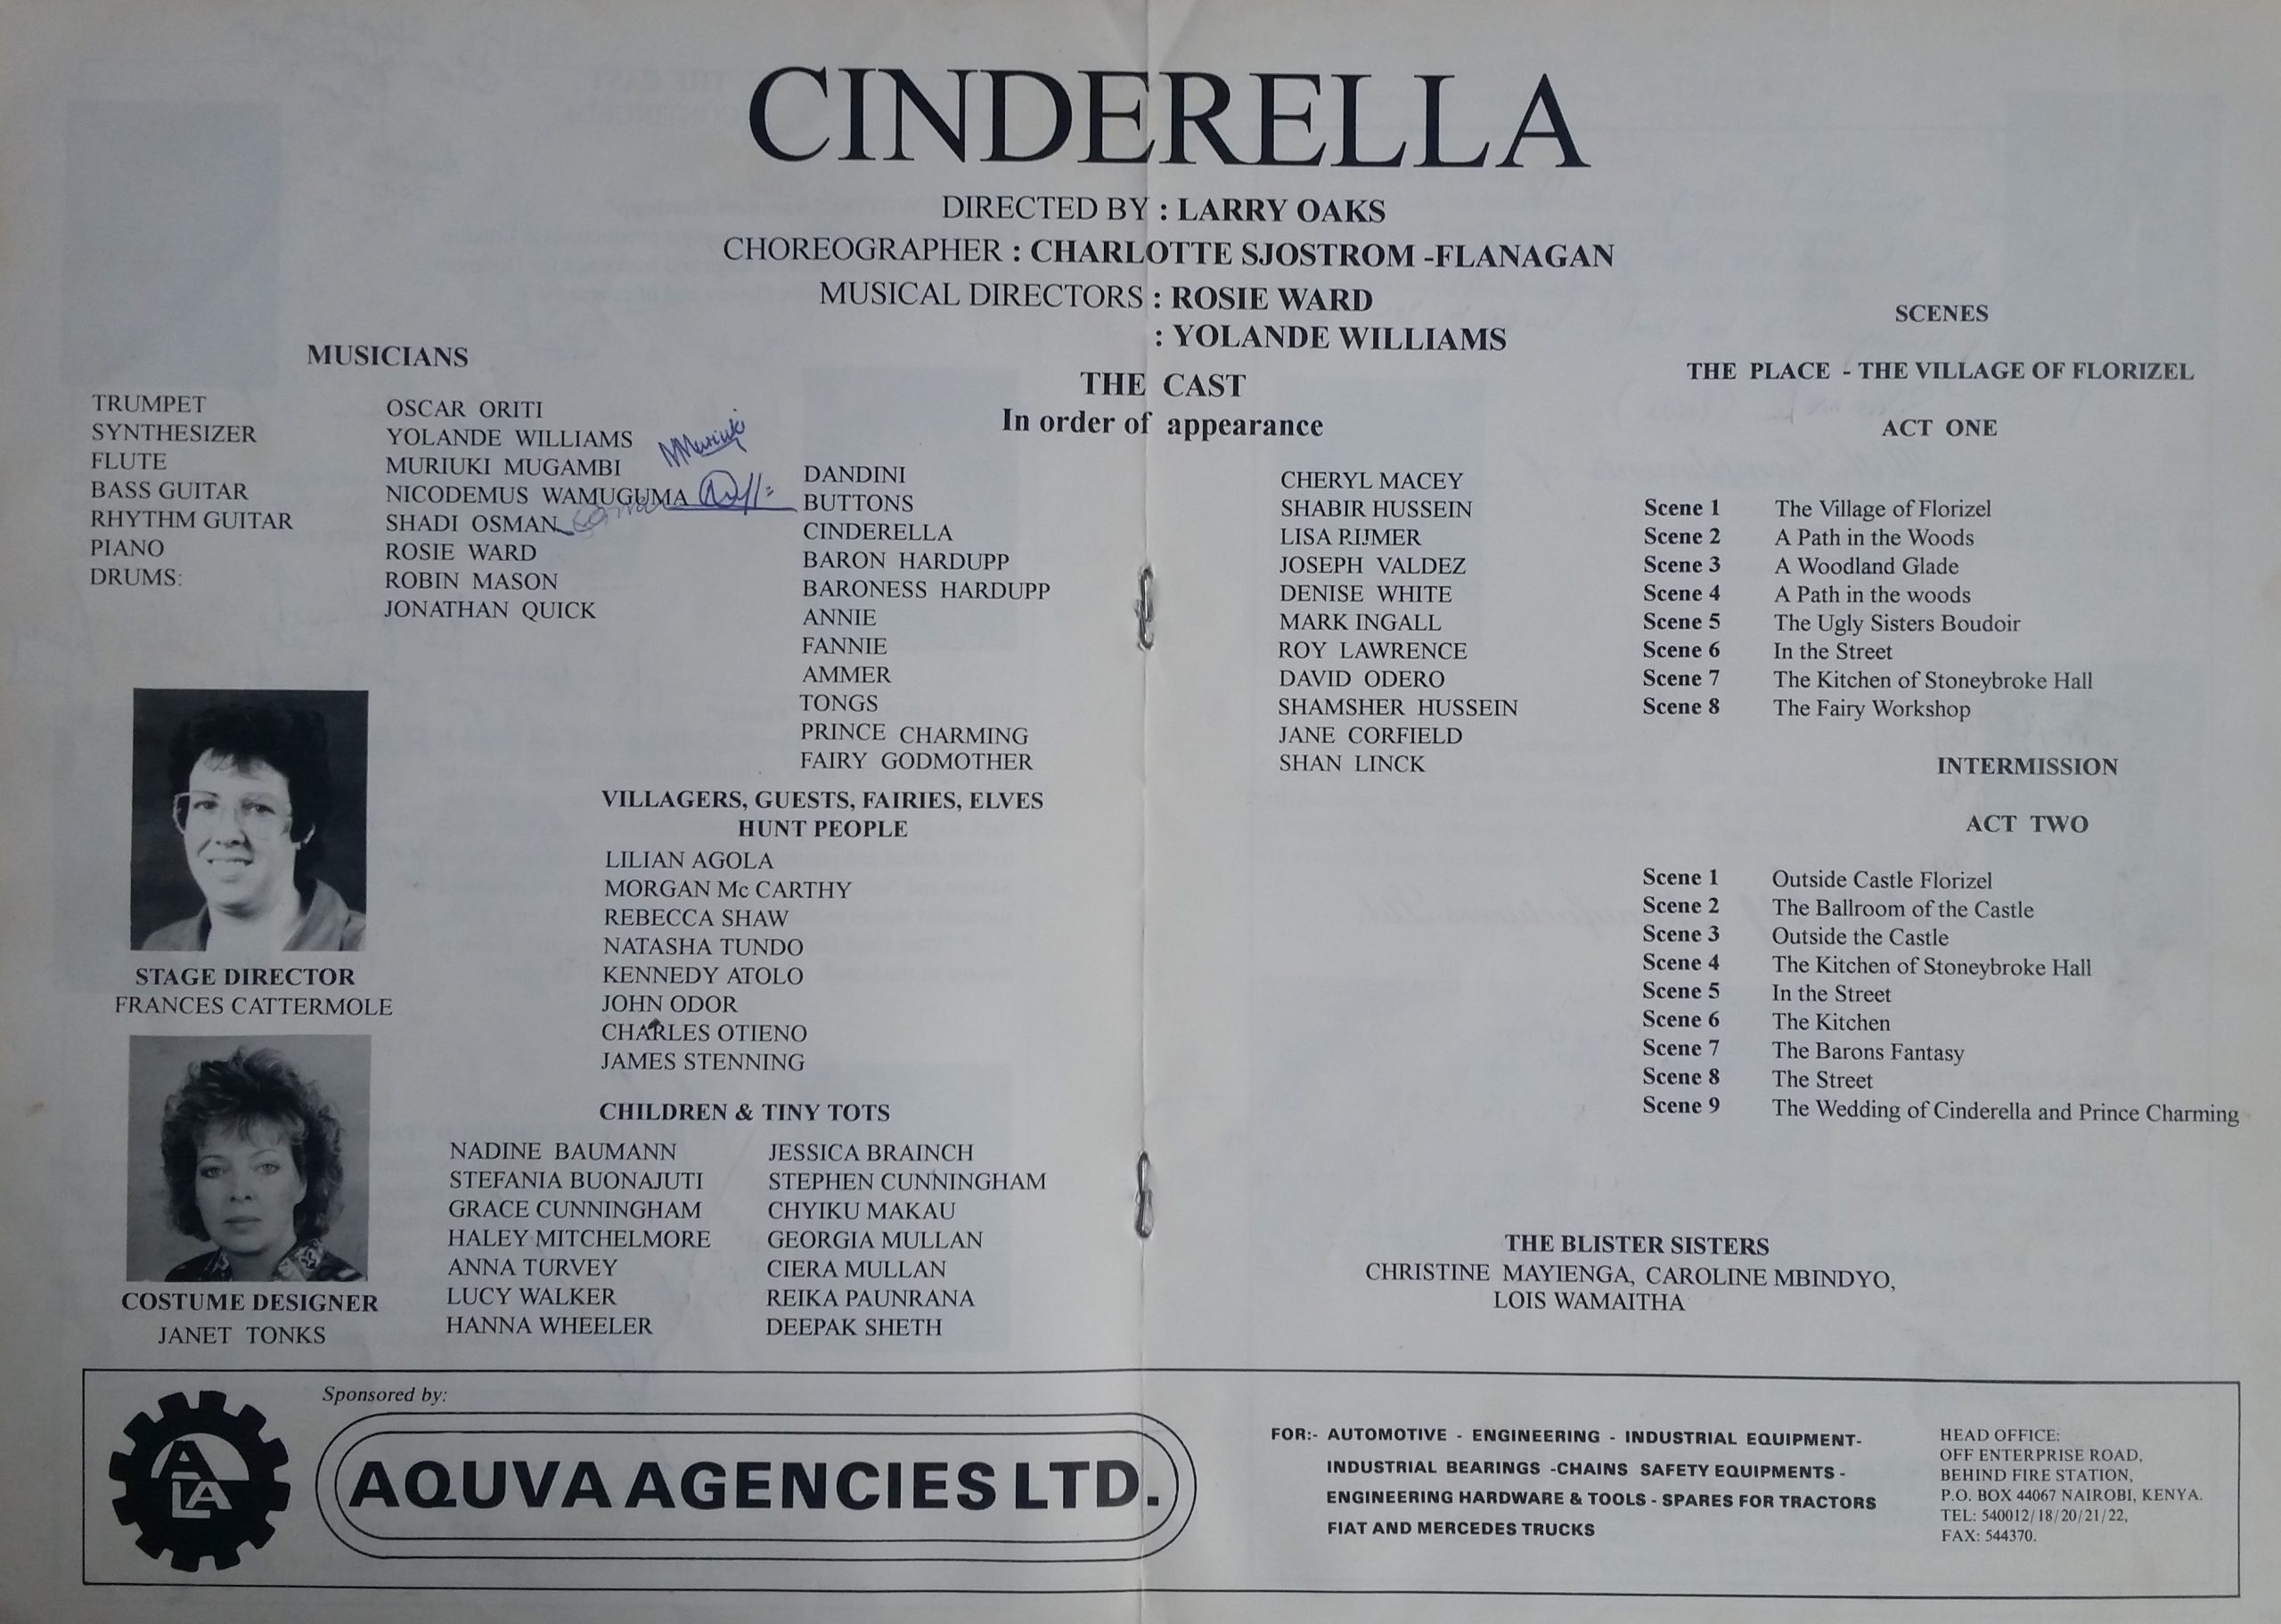 CINDERELLA
DIRECTED BY : LARRY OAKS
CHOREOGRAPHER : CHARLOTTE SJOSTROM -FLANAGAN
MUSICAL DIRECTORS : ROSIE WARD
: YOLANDE WILLIAMS
MUSICIANS
TRUMPET OSCAR ORITI
SYNTHESIZER YOLANDE WILLIAMS
FLUTE MURIUKI MUGAMBI
BASS GUITAR NICODEMUS WAMUGUMA
RHYTHM GUITAR SHADI OSMAN
PIANO ROSIE WARD
DRUMS: ROBIN MASON
JONATHAN QUICK
STAGE DIRECTOR
FRANCES CATTERMOLE
COSTUME DESIGNER
JANET TONKS
THE CAST
In order of appearance
DANDINI CHERYL MACEY
BUTTONS SHABIR HUSSEIN
CINDERELLA LISA RIJMER
BARON HARDUPP JOSEPH VALDEZ
BARONESS HARDUPP DENISE WHITE
ANNIE MARK INGALL
FANNIE ROY LAWRENCE
AMMER DAVID ODERO
TONGS SHAMSHER HUSSEIN
PRINCE CHARMING JANE CORFIELD
FAIRY GODMOTHER SHAN LINCK
VILLAGERS, GUESTS, FAIRIES, ELVES
HUNT PEOPLE
LILIAN AGOLA
MORGAN Mc CARTHY
REBECCA SHAW
NATASHA TUNDO
KENNEDY ATOLO
JOHN ODOR
CHARLES OTIENO
JAMES STENNING
CHILDREN & TINY TOTS
NADINE BAUMANN JESSICA BRAINCH
STEFANIA BUONAJUTI STEPHEN CUNNINGHAM
GRACE CUNNINGHAM CHYIKU MAKAU
HALEY MITCHELMORE GEORGIA MULLAN
ANNA TURVEY CIERA MULLAN
LUCY WALKER REIKA PAUNRANA
HANNA WHEELER DEEPAK SHETH
SCENES
THE PLACE - THE VILLAGE OF FLORIZEL
ACT ONE
Scene 1 The Village of Florizel
Scene 2 A Path in the Woods
Scene 3 A Woodland Glade
Scene 4 A Path in the woods
Scene 5 The Ugly Sisters Boudoir
Scene 6 In the Street
Scene 7 The Kitchen of Stoneybroke Hall
Scene 8 The Fairy Workshop
INTERMISSION
ACT TWO
Scene 1 Outside Castle Florizel
Scene 2 The Ballroom of the Castle
Scene 3 Outside the Castle
Scene 4 The Kitchen of Stoneybroke Hall
Scene 5 In the Street
Scene 6 The Kitchen
Scene 7 The Barons Fantasy
Scene 8 The Street
Scene 9 The Wedding of Cinderella and Prince Charming
THE BLISTER SISTERS
CHRISTINE MAYIENGA, CAROLINE MBINDYO,
LOIS WAMAITHA
Sponsored by:
ALA
AQUVA AGENCIES LTD.
FOR:- AUTOMOTIVE - ENGINEERING - INDUSTRIAL EQUIPMENT-
INDUSTRIAL BEARINGS -CHAINS SAFETY EQUIPMENTS -
ENGINEERING HARDWARE & TOOLS - SPARES FOR TRACTORS
FIAT AND MERCEDES TRUCKS
HEAD OFFICE:
OFF ENTERPRISE ROAD,
BEHIND FIRE STATION,
P.O. BOX 44067 NAIROBI, KENYA.
TEL: 540012/18/20/21/22,
FAX: 544370.